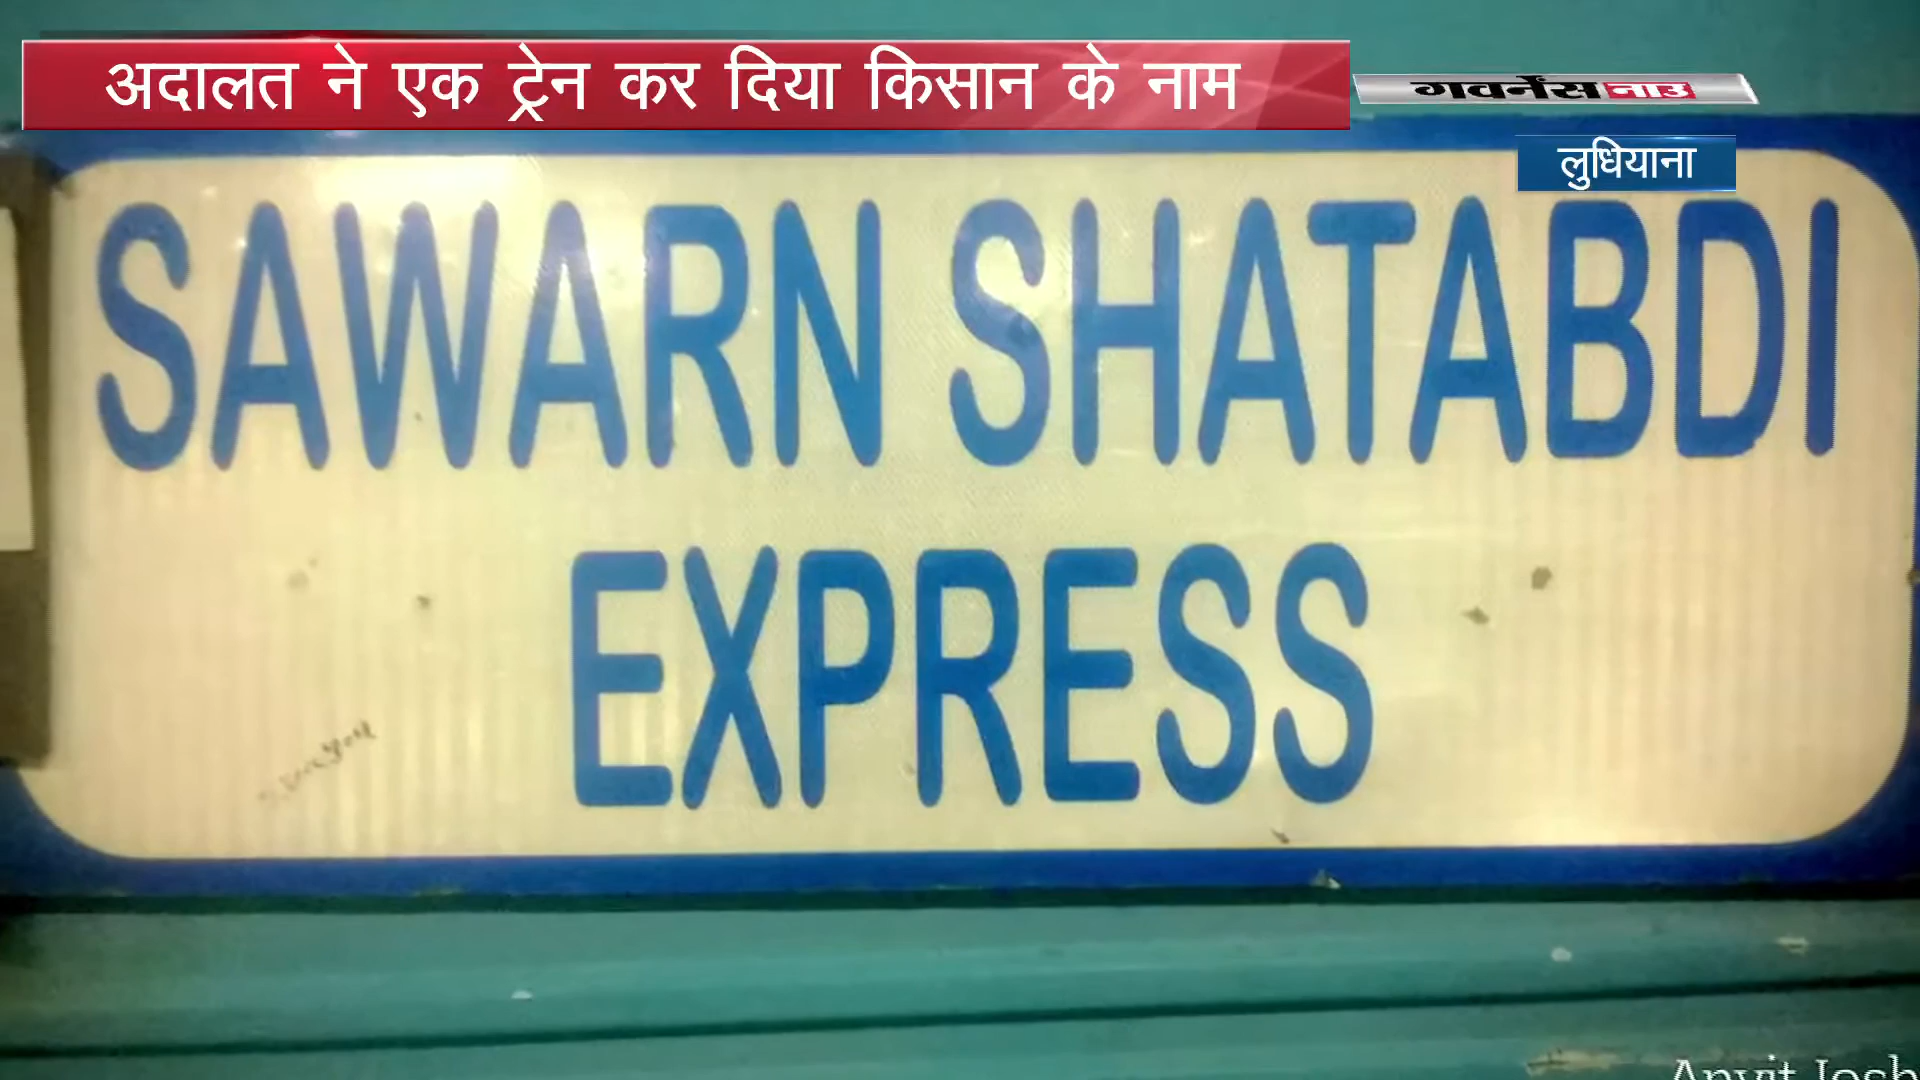 अदालत ने एक ट्रेन कर दिया किसान के नाम
गवर्नेंस नाउ
लुधियाना
SAWARN SHATABDI
EXPRESS